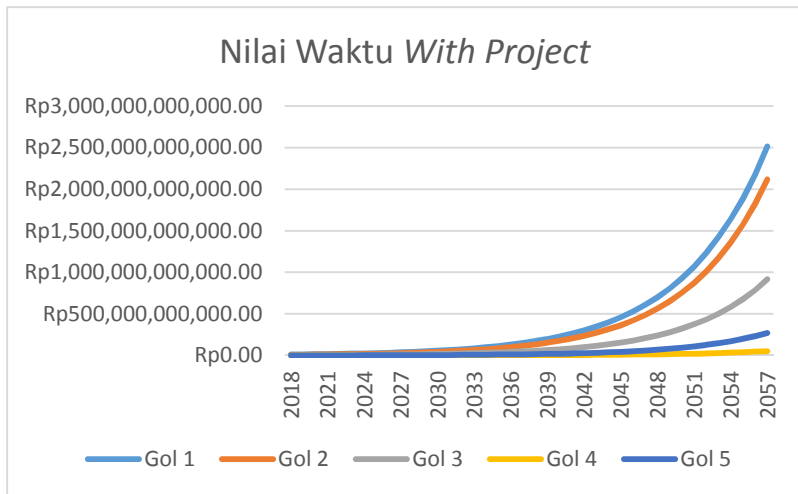 Nilai Waktu With Project
Rp3,000,000,000,000.00
Rp2,500,000,000,000.00
Rp2,000,000,000,000.00
Rp1,500,000,000,000.00
Rp1,000,000,000,000.00
Rp500,000,000,000.00
Rp0.00
2018 2021 2024 2027 2030 2033 2036 2039 2042 2045 2048 2051 2054 2057
Gol 1 Gol 2 Gol 3 Gol 4 Gol 5